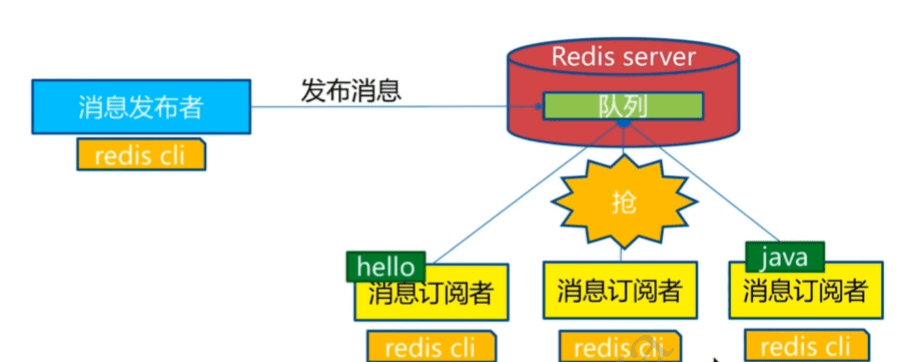 Redis server
消息发布者
发布消息
队列
redis cli
抢
hello
java
消息订阅者
消息订阅者
消息订阅者
redis cli
redis cli
redis cli